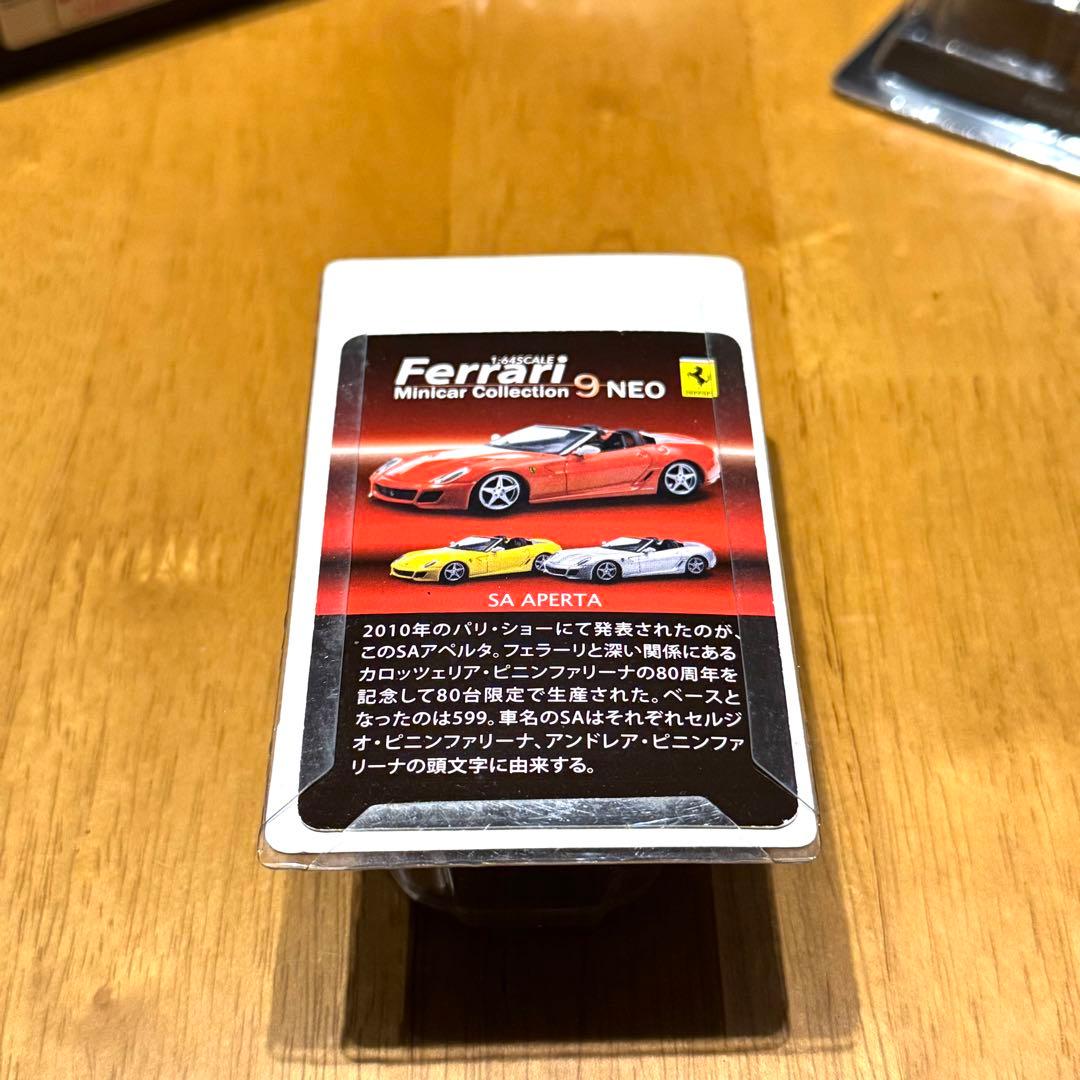 1:64SCALE
Ferrari
Minicar Collection 9 NEO
SA APERTA
2010年のパリ・ショーにて発表されたのが、
このSAアペルタ。フェラーリと深い関係にある
カロッツェリア・ピニンファリーナの80周年を
記念して80台限定で生産された。ベースと
なったのは599。車名のSAはそれぞれセルジ
オ・ピニンファリーナ、アンドレア・ピニンファ
リーナの頭文字に由来する。